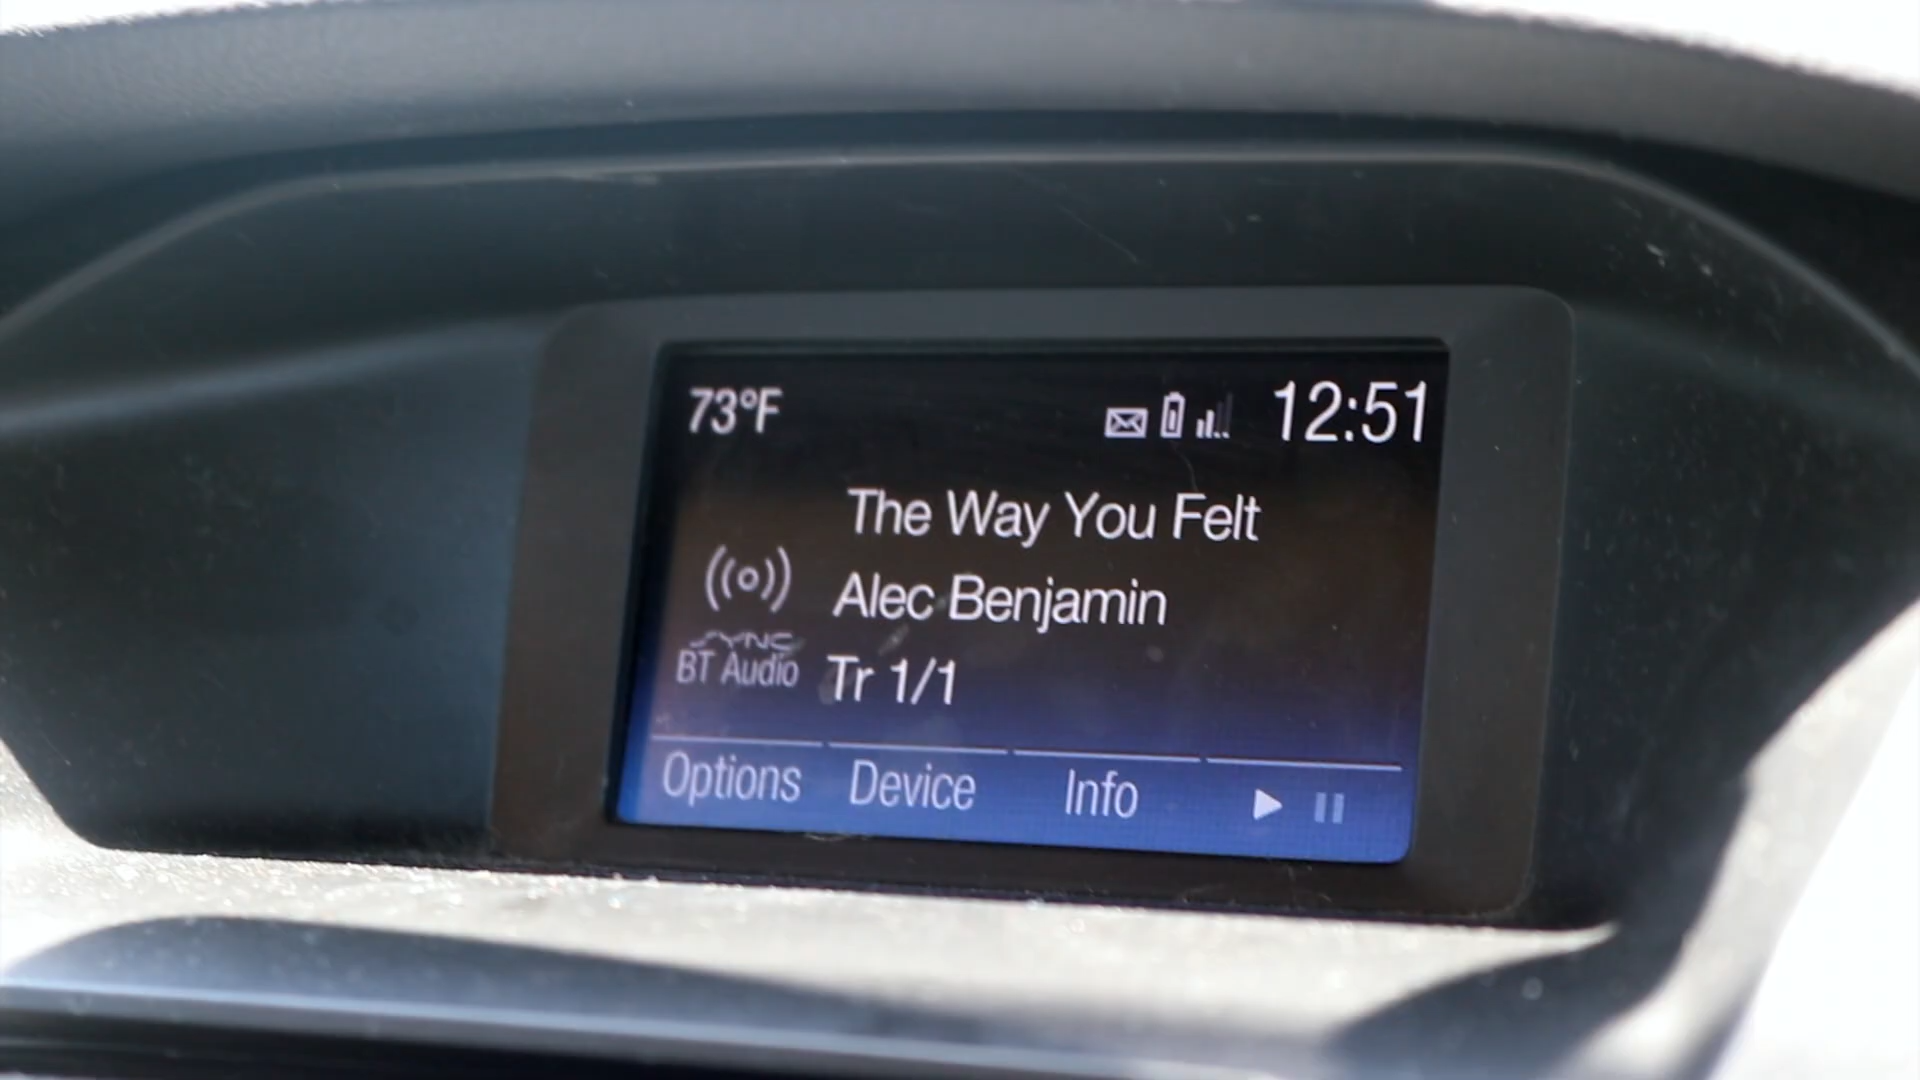 73°F 12:51
The Way You Felt
Alec Benjamin
SYNC
BT Audio Tr 1/1
Options Device Info